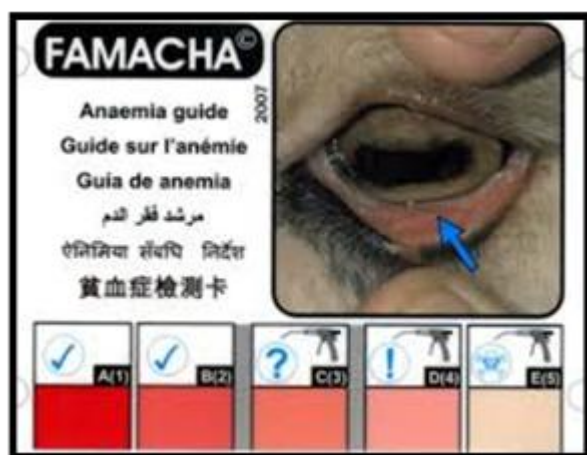 FAMACHA©
2007
Anaemia guide
Guide sur l'anémie
Guía de anemia
مرشد فقر الدم
ऐनिमिया सँबंधि निर्देश
貧血症檢測卡
A(1) B(2) C(3) D(4) E(5)